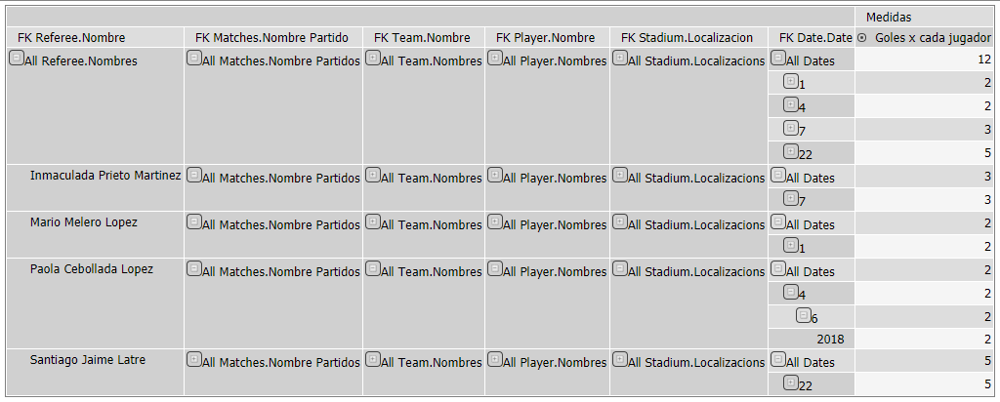 Medidas
FK Referee.Nombre FK Matches.Nombre Partido FK Team.Nombre FK Player.Nombre FK Stadium.Localizacion FK Date.Date Goles x cada jugador
All Referee.Nombres All Matches.Nombre Partidos All Team.Nombres All Player.Nombres All Stadium.Localizacions All Dates 12
1 2
4 2
7 3
22 5
Inmaculada Prieto Martinez All Matches.Nombre Partidos All Team.Nombres All Player.Nombres All Stadium.Localizacions All Dates 3
7 3
Mario Melero Lopez All Matches.Nombre Partidos All Team.Nombres All Player.Nombres All Stadium.Localizacions All Dates 2
1 2
Paola Cebollada Lopez All Matches.Nombre Partidos All Team.Nombres All Player.Nombres All Stadium.Localizacions All Dates 2
4 2
6 2
2018 2
Santiago Jaime Latre All Matches.Nombre Partidos All Team.Nombres All Player.Nombres All Stadium.Localizacions All Dates 5
22 5